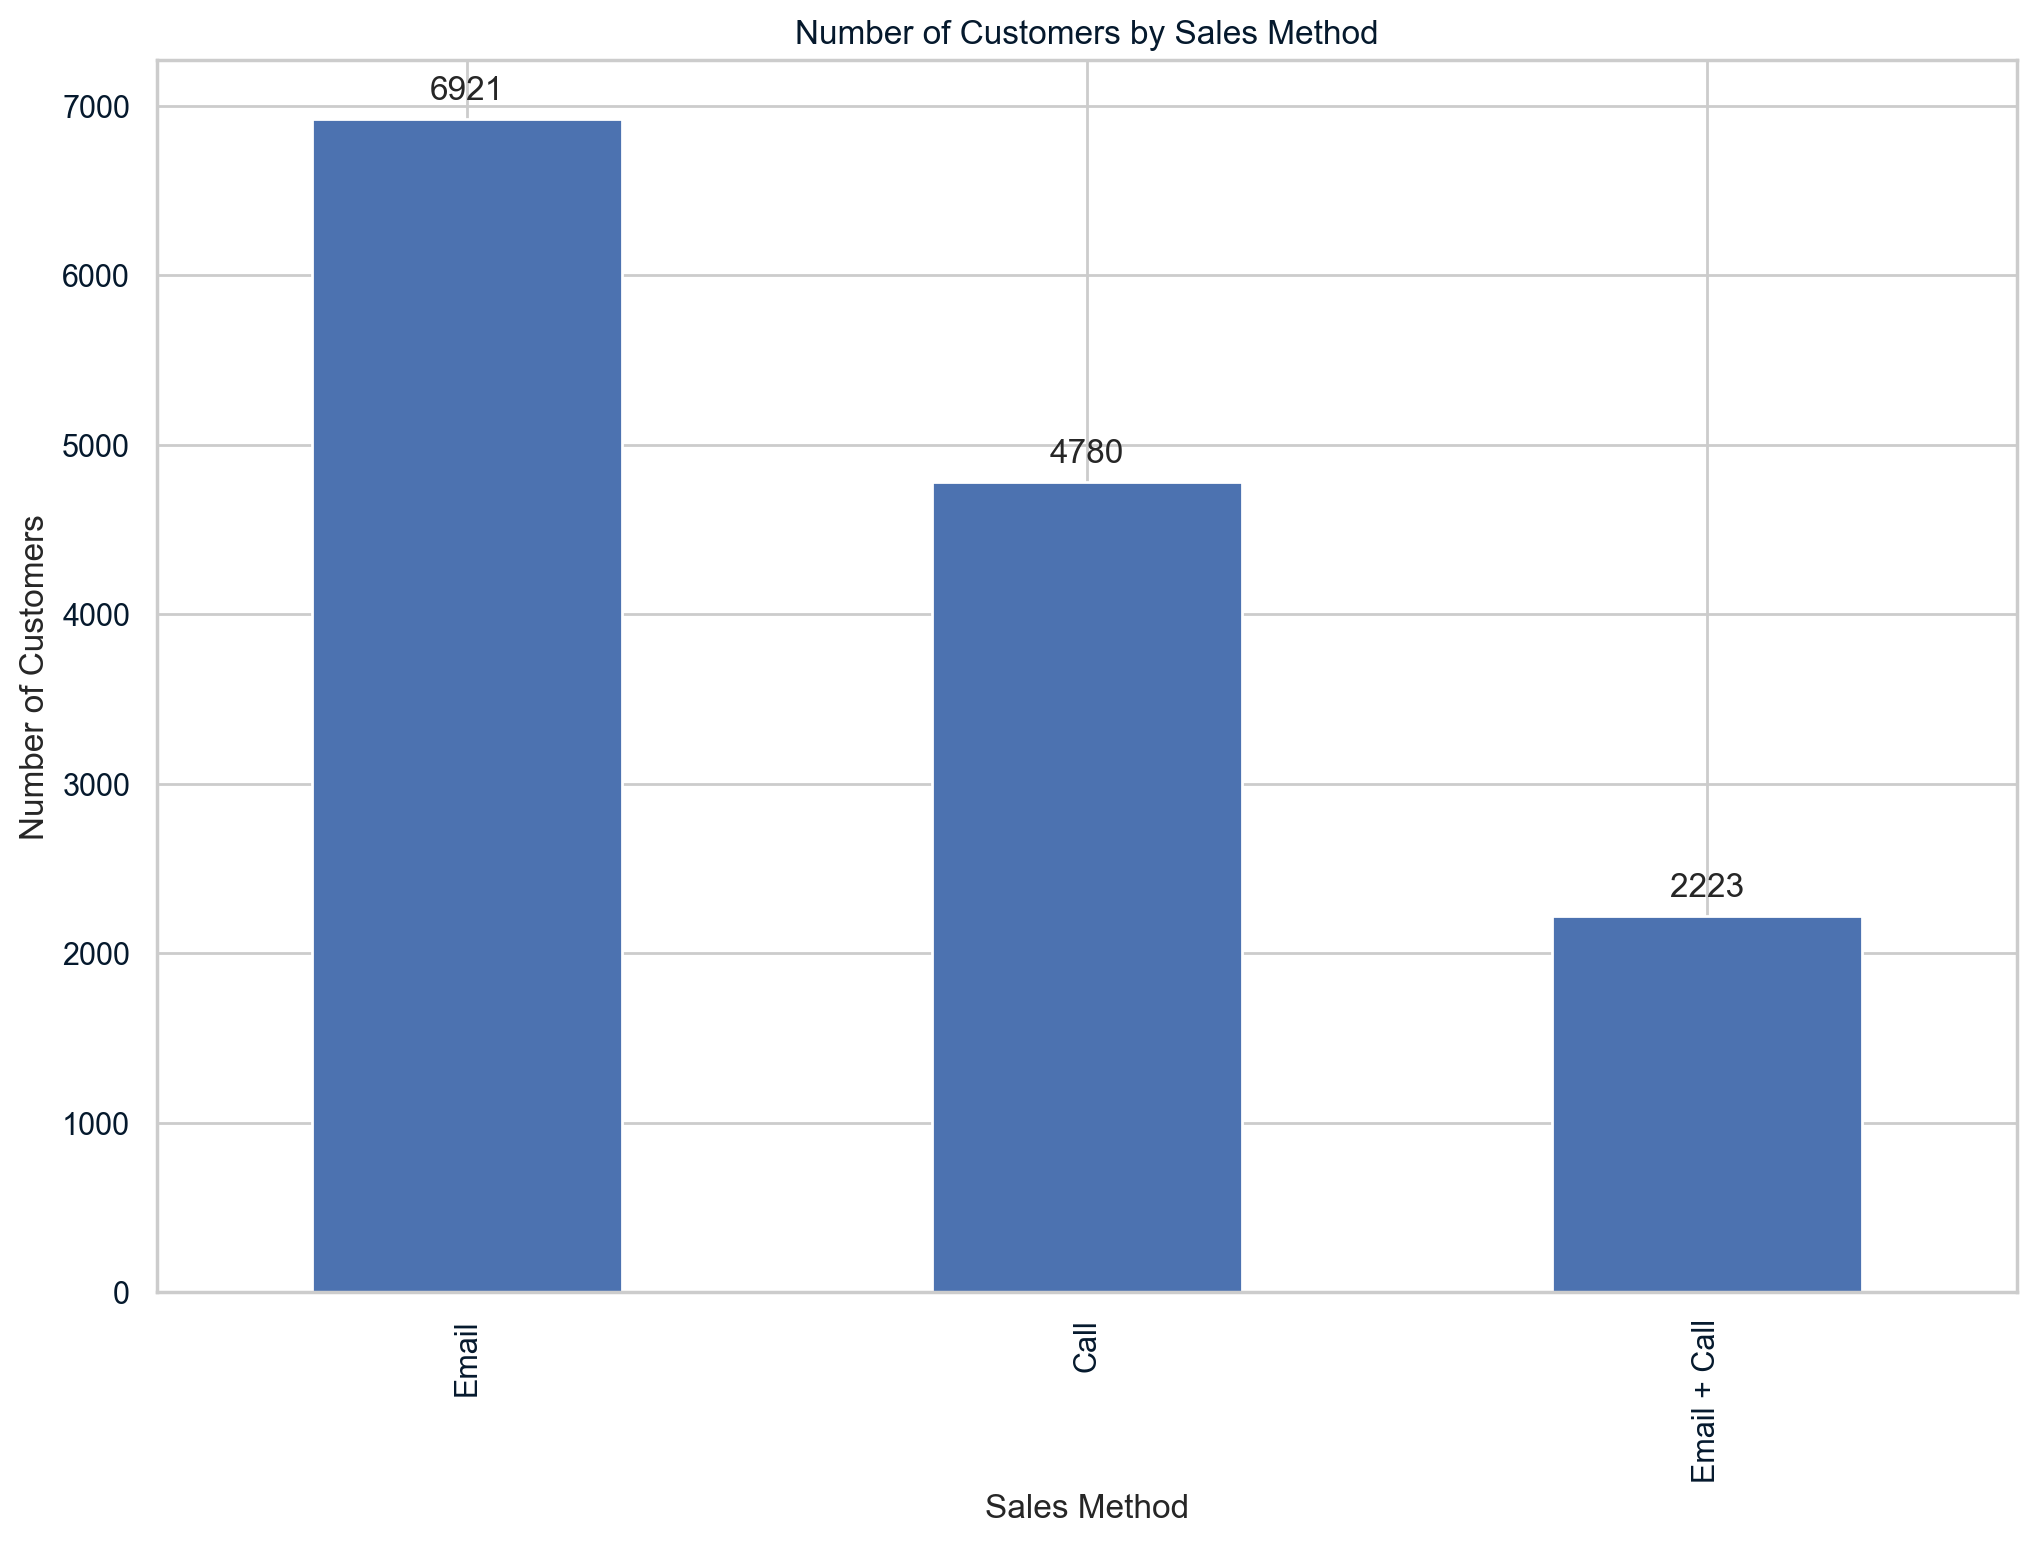 Number of Customers by Sales Method
Number of Customers
7000
6000
5000
4000
3000
2000
1000
0
6921
4780
2223
Email
Call
Email + Call
Sales Method